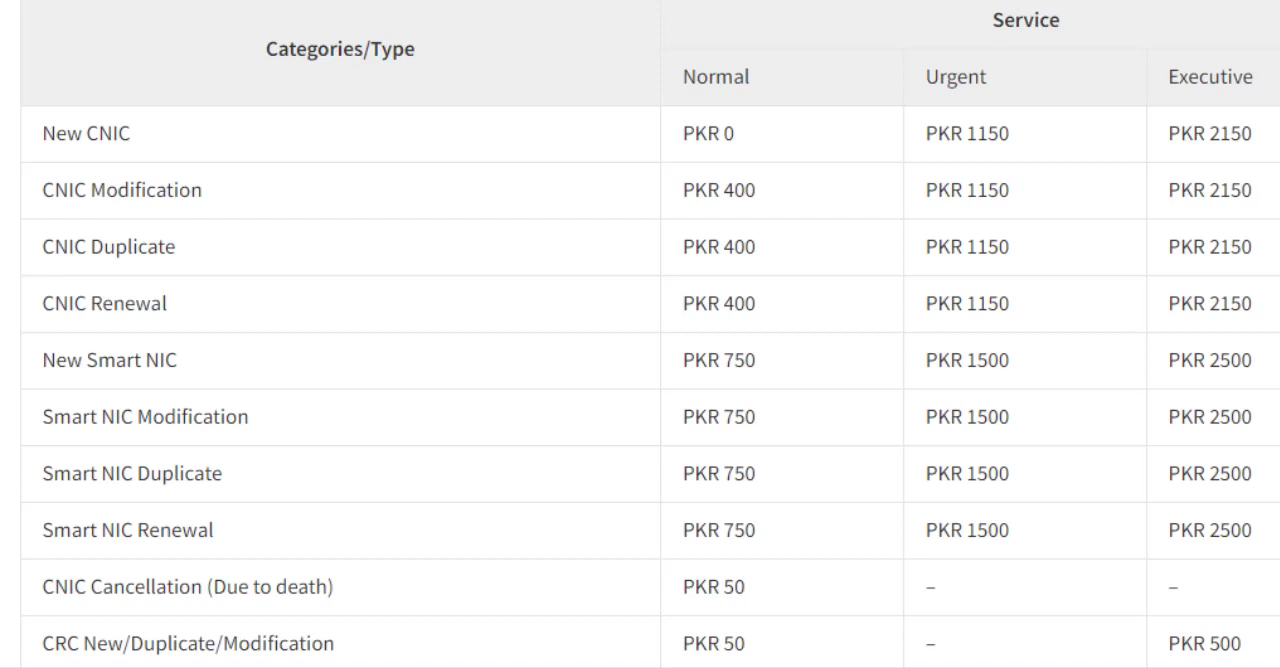 Categories/Type Service
Normal Urgent Executive
New CNIC PKR 0 PKR 1150 PKR 2150
CNIC Modification PKR 400 PKR 1150 PKR 2150
CNIC Duplicate PKR 400 PKR 1150 PKR 2150
CNIC Renewal PKR 400 PKR 1150 PKR 2150
New Smart NIC PKR 750 PKR 1500 PKR 2500
Smart NIC Modification PKR 750 PKR 1500 PKR 2500
Smart NIC Duplicate PKR 750 PKR 1500 PKR 2500
Smart NIC Renewal PKR 750 PKR 1500 PKR 2500
CNIC Cancellation (Due to death) PKR 50 – –
CRC New/Duplicate/Modification PKR 50 – PKR 500